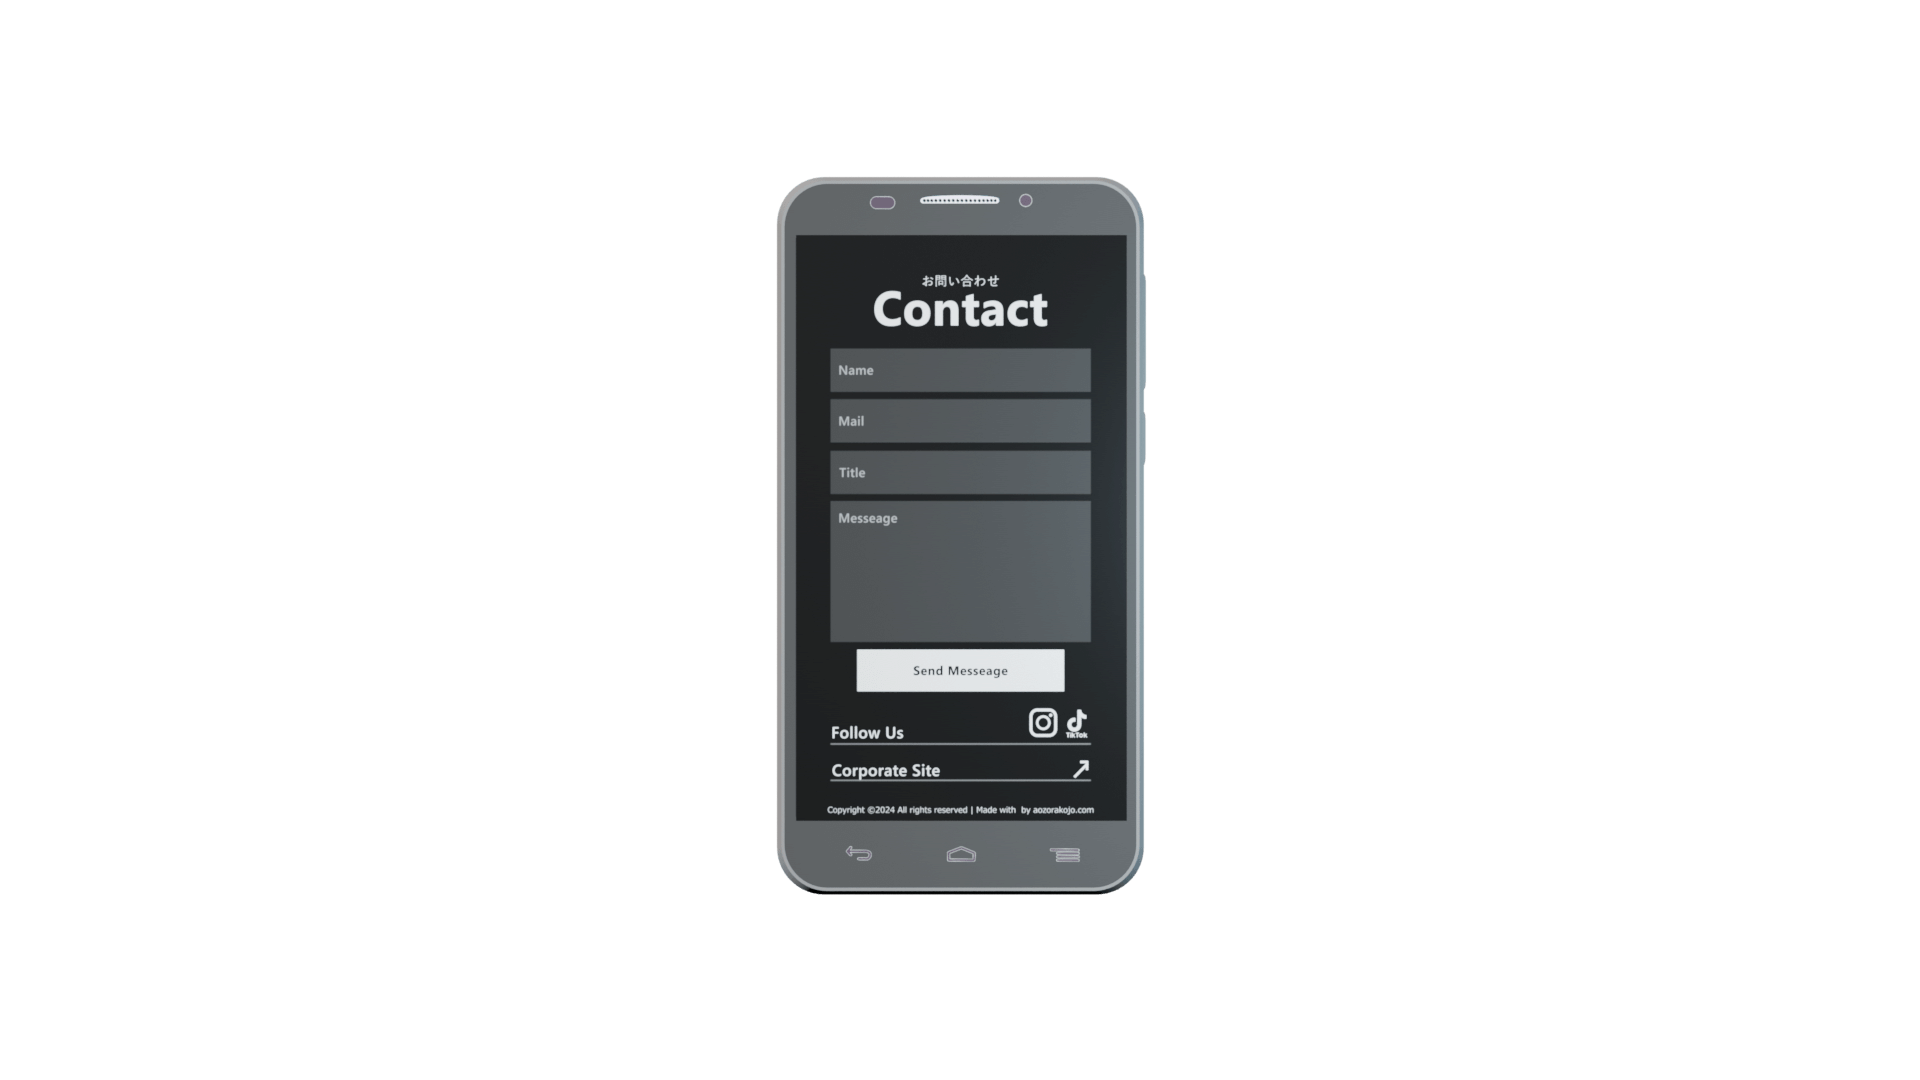 お問い合わせ
Contact
Name
Mail
Title
Messeage
Send Messeage
Follow Us
TikTok
Corporate Site
Copyright ©2024 All rights reserved | Made with by aozorakojo.com